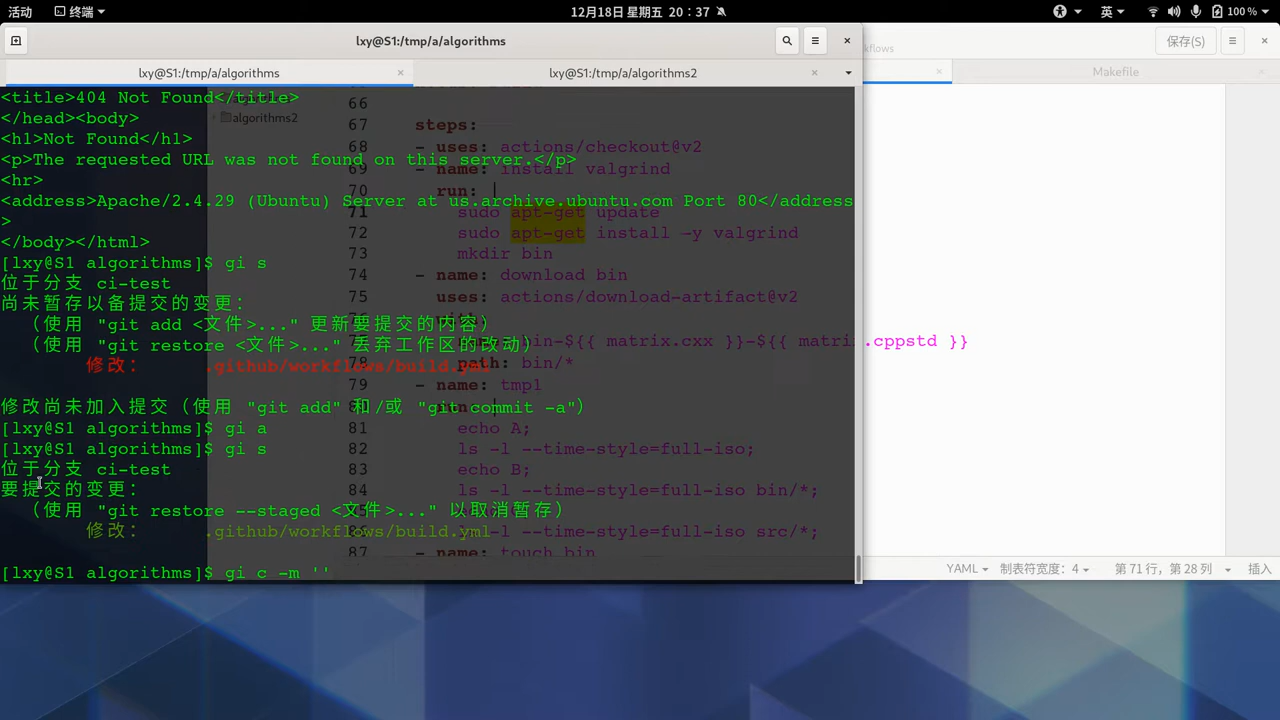 活动 终端 12月18日 星期五 20：37 英 100 %
lxy@S1:/tmp/a/algorithms
kflows 保存(S)
lxy@S1:/tmp/a/algorithms lxy@S1:/tmp/a/algorithms2 Makefile
<title>404 Not Found</title>
</head><body>
<h1>Not Found</h1>
<p>The requested URL was not found on this server.</p>
<hr>
<address>Apache/2.4.29 (Ubuntu) Server at us.archive.ubuntu.com Port 80</address
>
</body></html>
[lxy@S1 algorithms]$ gi s
位于分支 ci-test
尚未暂存以备提交的变更：
（使用 "git add <文件>..." 更新要提交的内容）
（使用 "git restore <文件>..." 丢弃工作区的改动）
修改： .github/workflows/build.yml
修改尚未加入提交（使用 "git add" 和/或 "git commit -a"）
[lxy@S1 algorithms]$ gi a
[lxy@S1 algorithms]$ gi s
位于分支 ci-test
要提交的变更：
（使用 "git restore --staged <文件>..." 以取消暂存）
修改： .github/workflows/build.yml
[lxy@S1 algorithms]$ gi c -m ''
algorithms2
66
67 steps:
68 - uses: actions/checkout@v2
69 - name: install valgrind
70 run: |
71 sudo apt-get update
72 sudo apt-get install -y valgrind
73 mkdir bin
74 - name: download bin
75 uses: actions/download-artifact@v2
bin-${{ matrix.cxx }}-${{ matrix.cppstd }}
78 path: bin/*
79 - name: tmp1
81 echo A;
82 ls -l --time-style=full-iso;
83 echo B;
84 ls -l --time-style=full-iso bin/*;
86 ls -l --time-style=full-iso src/*;
87 - name: touch bin
YAML 制表符宽度：4 第 71 行，第 28 列 插入